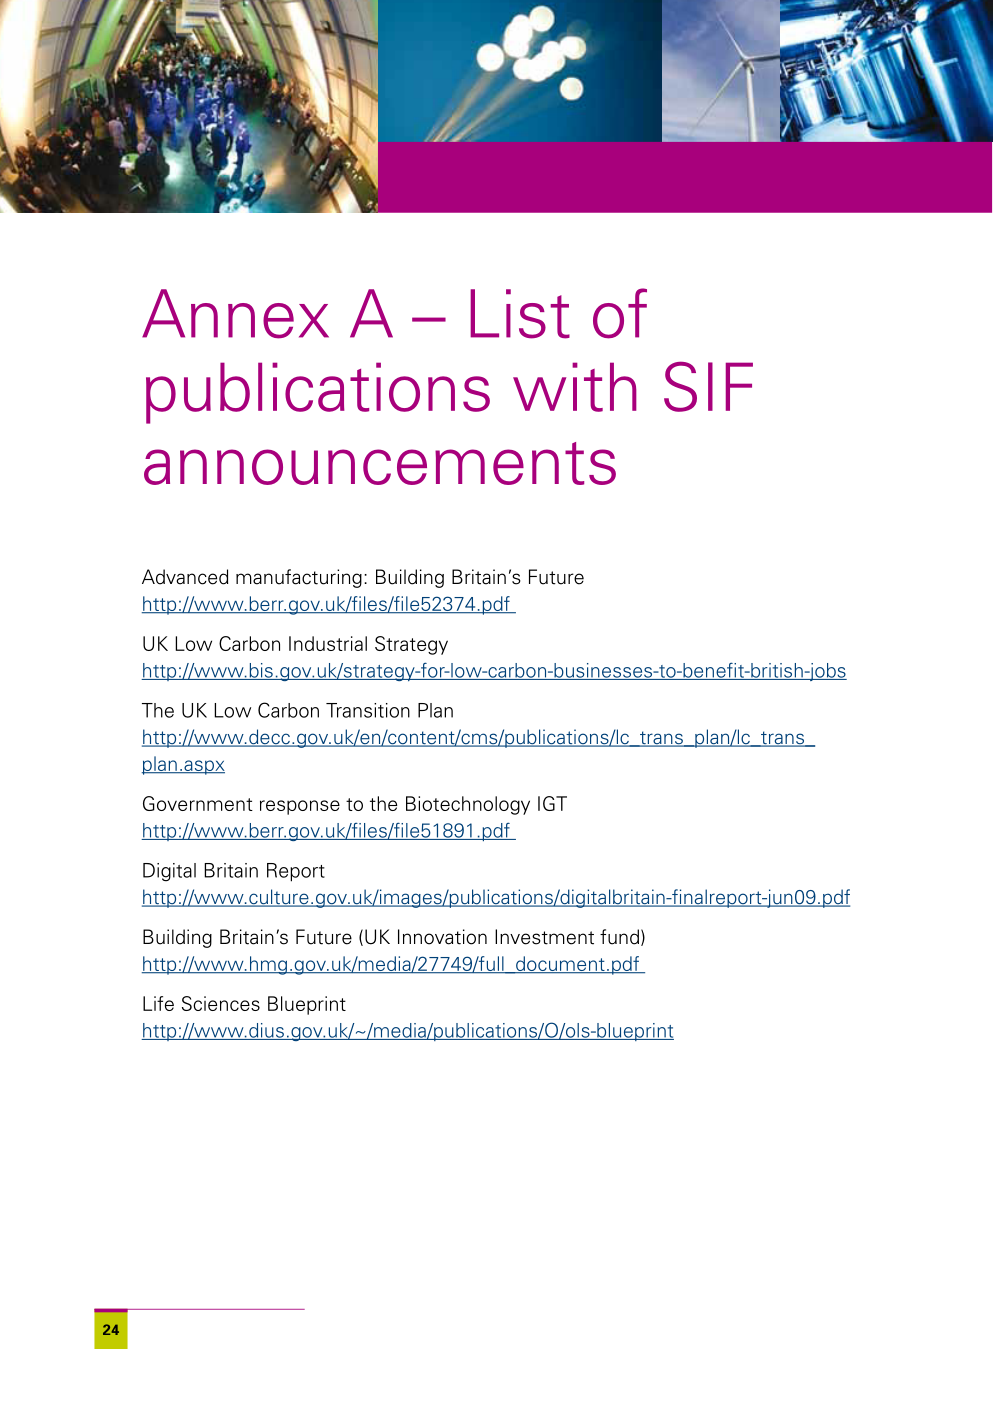 Annex A – List of
publications with SIF
announcements
Advanced manufacturing: Building Britain’s Future
http://www.berr.gov.uk/files/file52374.pdf
UK Low Carbon Industrial Strategy
http://www.bis.gov.uk/strategy-for-low-carbon-businesses-to-benefit-british-jobs
The UK Low Carbon Transition Plan
http://www.decc.gov.uk/en/content/cms/publications/lc_trans_plan/lc_trans_
plan.aspx
Government response to the Biotechnology IGT
http://www.berr.gov.uk/files/file51891.pdf
Digital Britain Report
http://www.culture.gov.uk/images/publications/digitalbritain-finalreport-jun09.pdf
Building Britain’s Future (UK Innovation Investment fund)
http://www.hmg.gov.uk/media/27749/full_document.pdf
Life Sciences Blueprint
http://www.dius.gov.uk/~/media/publications/O/ols-blueprint
24